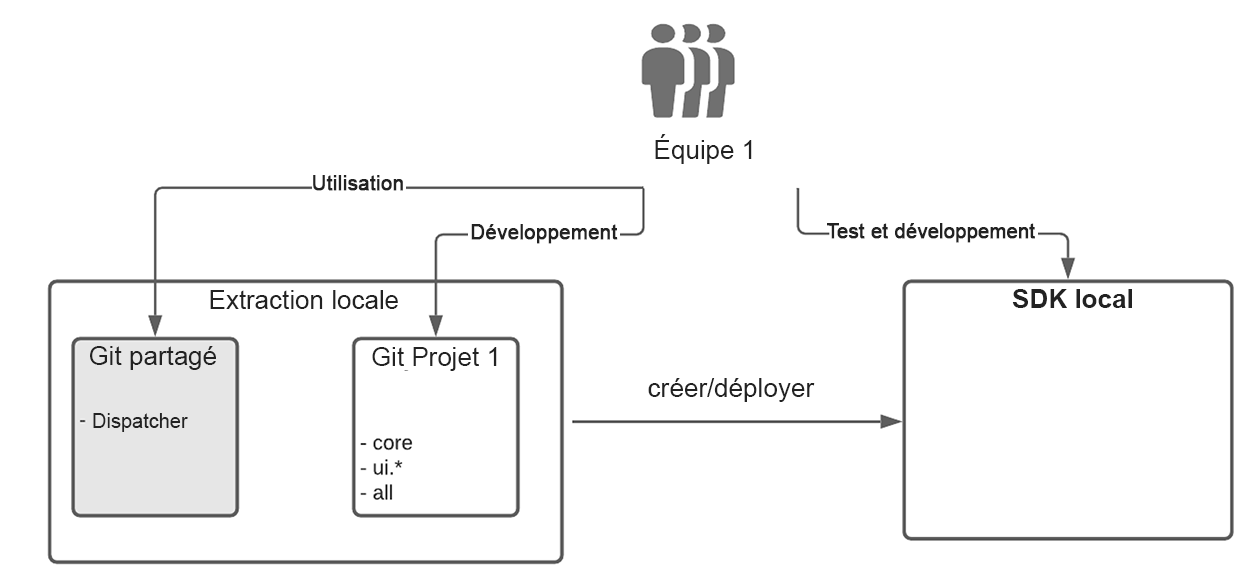 Équipe 1
Utilisation
Développement
Test et développement
Extraction locale
SDK local
Git partagé
Git Projet 1
- Dispatcher
- core
- ui.*
- all
créer/déployer